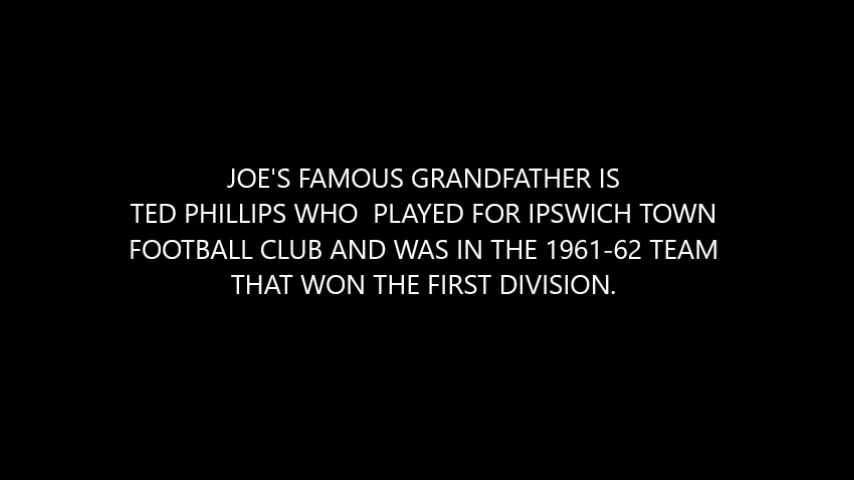 JOE'S FAMOUS GRANDFATHER IS
TED PHILLIPS WHO  PLAYED FOR IPSWICH TOWN
FOOTBALL CLUB AND WAS IN THE 1961-62 TEAM
THAT WON THE FIRST DIVISION.